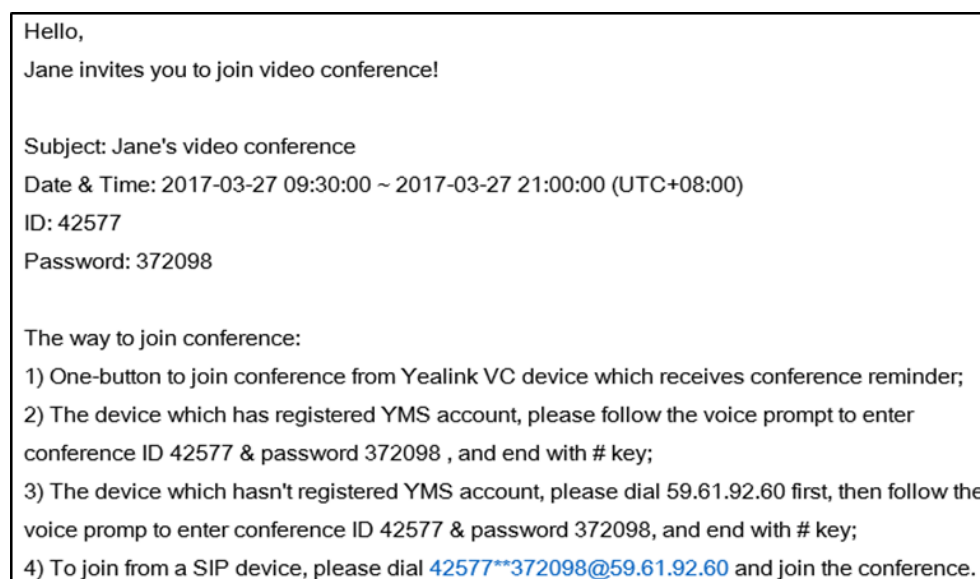 Hello,
Jane invites you to join video conference!
Subject: Jane's video conference
Date & Time: 2017-03-27 09:30:00 ~ 2017-03-27 21:00:00 (UTC+08:00)
ID: 42577
Password: 372098
The way to join conference:
1) One-button to join conference from Yealink VC device which receives conference reminder;
2) The device which has registered YMS account, please follow the voice prompt to enter
conference ID 42577 & password 372098 , and end with # key;
3) The device which hasn't registered YMS account, please dial 59.61.92.60 first, then follow the
voice promp to enter conference ID 42577 & password 372098, and end with # key;
4) To join from a SIP device, please dial 42577**372098@59.61.92.60 and join the conference.